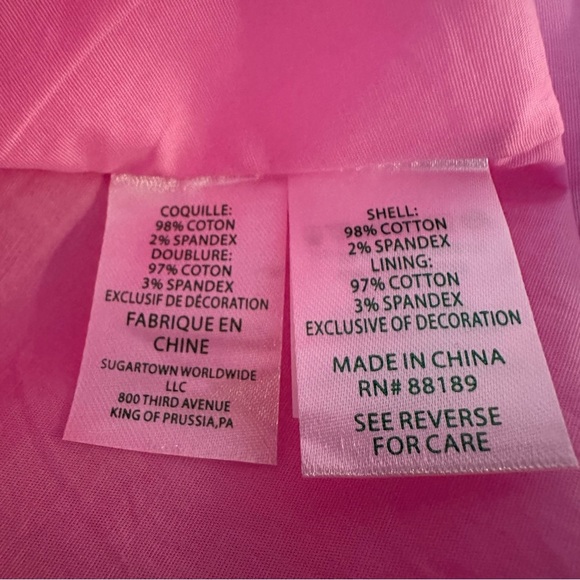 COQUILLE:
98% COTON
2% SPANDEX
DOUBLURE:
97% COTON
3% SPANDEX
EXCLUSIF DE DÉCORATION
FABRIQUE EN
CHINE
SUGARTOWN WORLDWIDE
LLC
800 THIRD AVENUE
KING OF PRUSSIA,PA
SHELL:
98% COTTON
2% SPANDEX
LINING:
97% COTTON
3% SPANDEX
EXCLUSIVE OF DECORATION
MADE IN CHINA
RN# 88189
SEE REVERSE
FOR CARE